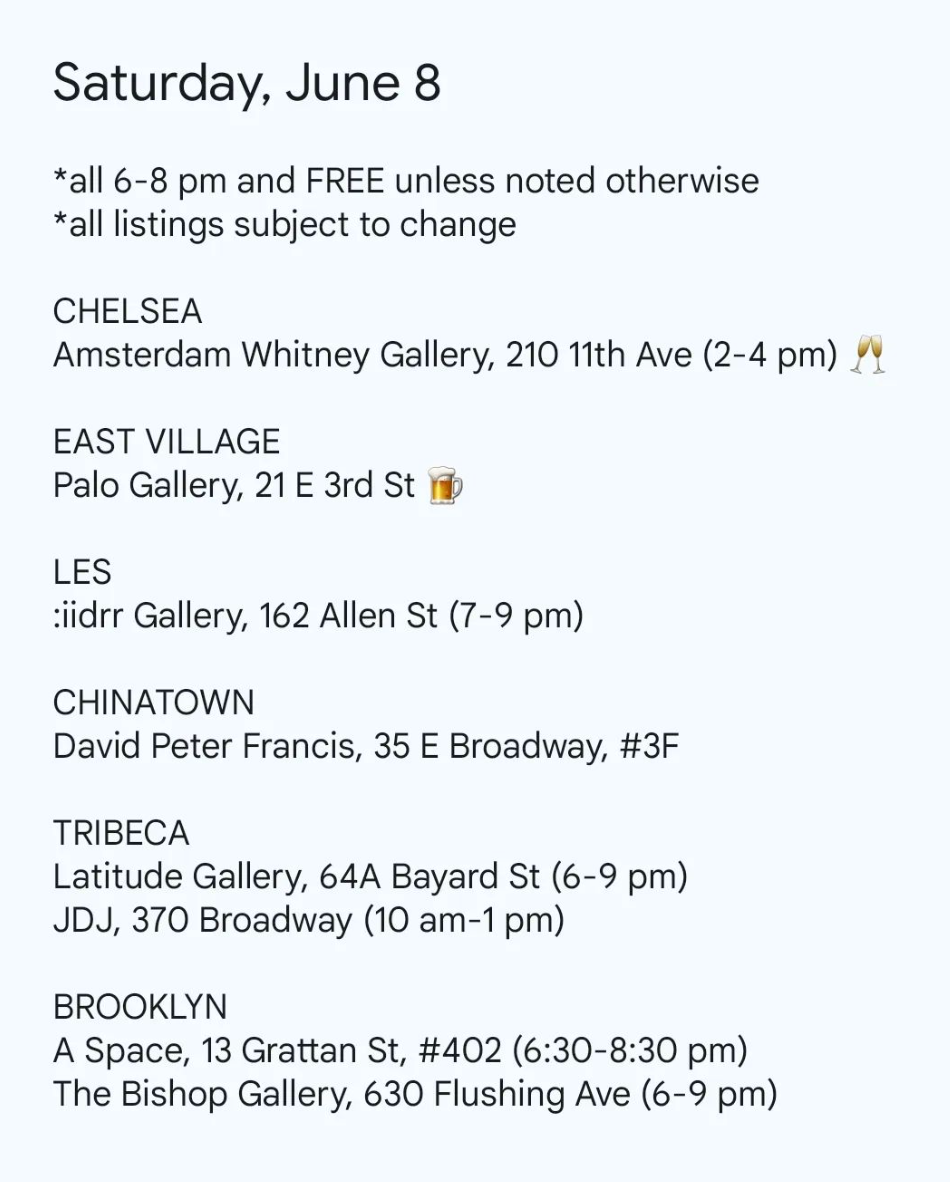 Saturday, June 8
*all 6-8 pm and FREE unless noted otherwise
*all listings subject to change
CHELSEA
Amsterdam Whitney Gallery, 210 11th Ave (2-4 pm) 🥂
EAST VILLAGE
Palo Gallery, 21 E 3rd St 🍺
LES
:iidrr Gallery, 162 Allen St (7-9 pm)
CHINATOWN
David Peter Francis, 35 E Broadway, #3F
TRIBECA
Latitude Gallery, 64A Bayard St (6-9 pm)
JDJ, 370 Broadway (10 am-1 pm)
BROOKLYN
A Space, 13 Grattan St, #402 (6:30-8:30 pm)
The Bishop Gallery, 630 Flushing Ave (6-9 pm)